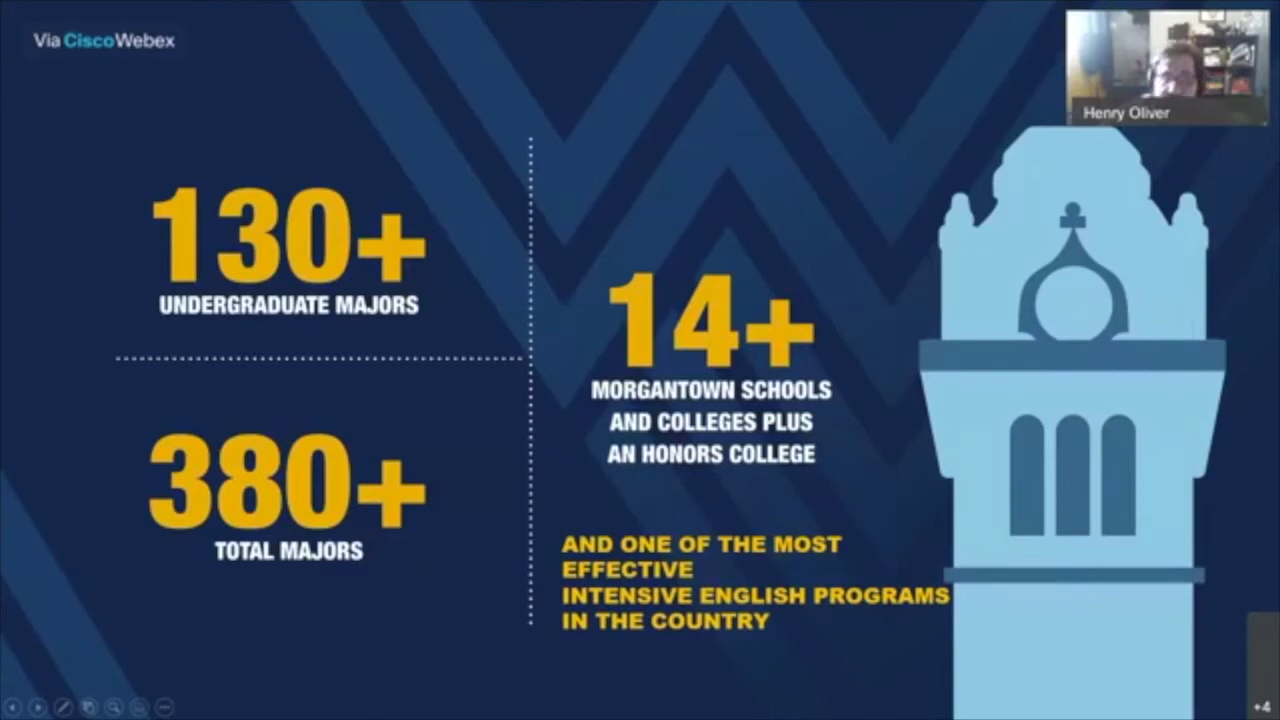 Via CiscoWebex
Henry Oliver
130+
UNDERGRADUATE MAJORS
380+
TOTAL MAJORS
14+
MORGANTOWN SCHOOLS
AND COLLEGES PLUS
AN HONORS COLLEGE
AND ONE OF THE MOST
EFFECTIVE
INTENSIVE ENGLISH PROGRAMS
IN THE COUNTRY
+4